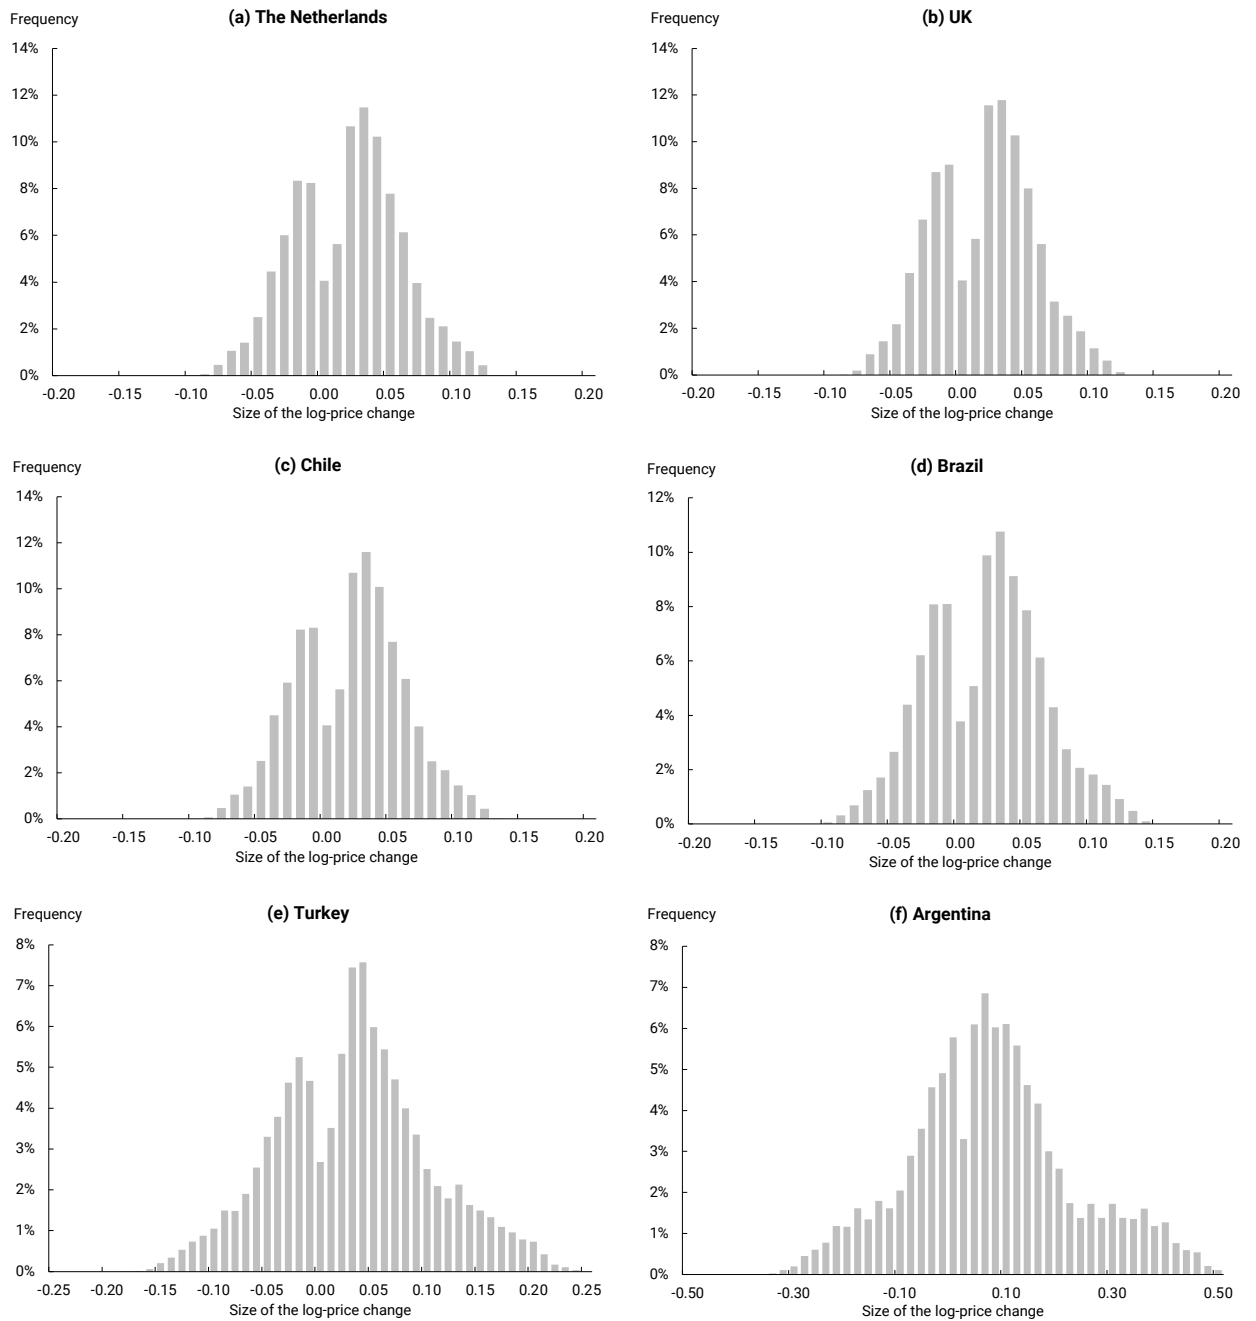 Frequency
(a) The Netherlands
14%
12%
10%
8%
6%
4%
2%
0%
-0.20 -0.15 -0.10 -0.05 0.00 0.05 0.10 0.15 0.20
Size of the log-price change
Frequency
(b) UK
14%
12%
10%
8%
6%
4%
2%
0%
-0.20 -0.15 -0.10 -0.05 0.00 0.05 0.10 0.15 0.20
Size of the log-price change
Frequency
(c) Chile
14%
12%
10%
8%
6%
4%
2%
0%
-0.20 -0.15 -0.10 -0.05 0.00 0.05 0.10 0.15 0.20
Size of the log-price change
Frequency
(d) Brazil
12%
10%
8%
6%
4%
2%
0%
-0.20 -0.15 -0.10 -0.05 0.00 0.05 0.10 0.15 0.20
Size of the log-price change
Frequency
(e) Turkey
8%
7%
6%
5%
4%
3%
2%
1%
0%
-0.25 -0.20 -0.15 -0.10 -0.05 0.00 0.05 0.10 0.15 0.20 0.25
Size of the log-price change
Frequency
(f) Argentina
8%
7%
6%
5%
4%
3%
2%
1%
0%
-0.50 -0.30 -0.10 0.10 0.30 0.50
Size of the log-price change